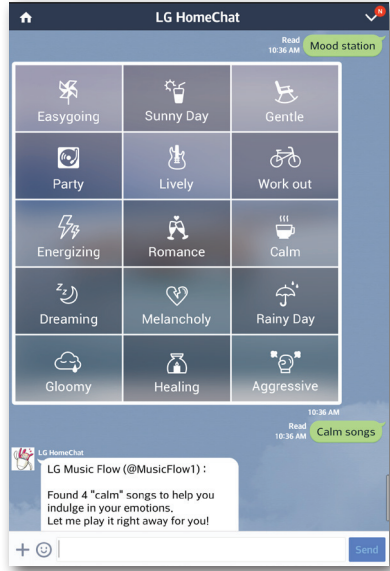 LG HomeChat
N
Read
10:36 AM
Mood station
Easygoing
Sunny Day
Gentle
Party
Lively
Work out
Energizing
Romance
Calm
Dreaming
Melancholy
Rainy Day
Gloomy
Healing
Aggressive
10:36 AM
Read
10:36 AM
Calm songs
LG HomeChat
LG Music Flow (@MusicFlow1) :
Found 4 "calm" songs to help you
indulge in your emotions,
Let me play it right away for you!
Send